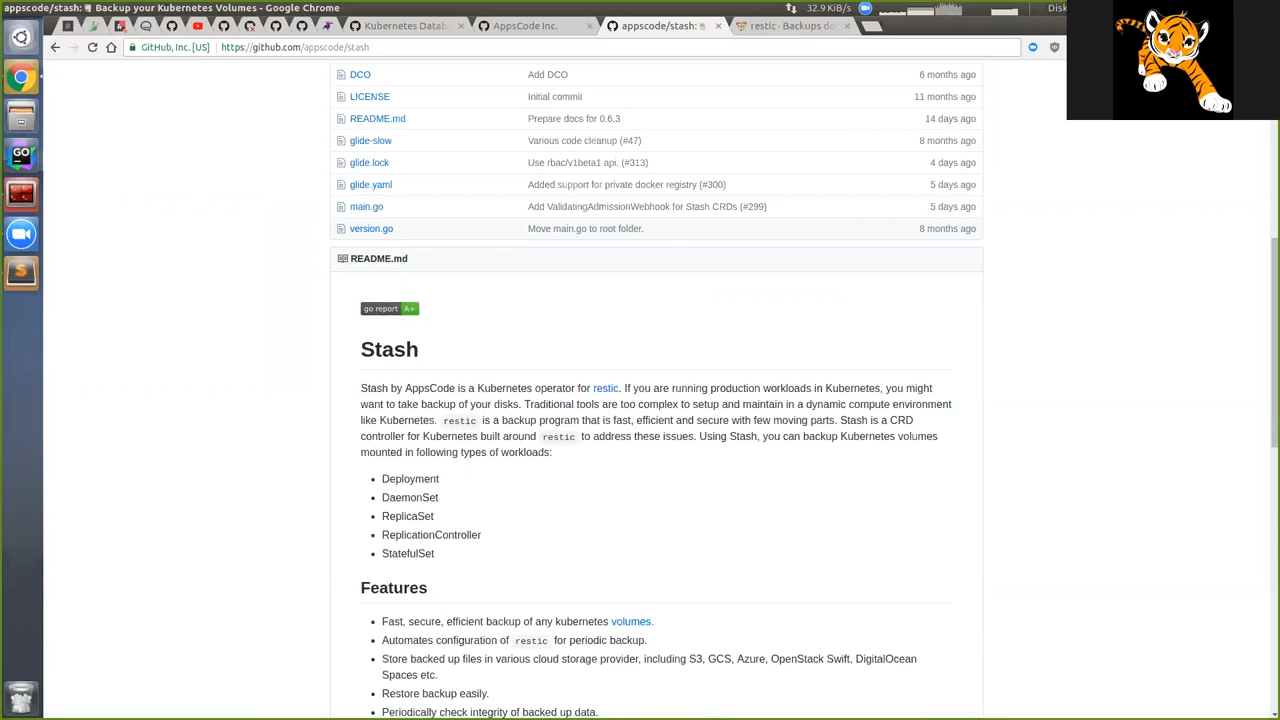 appscode/stash: Backup your Kubernetes Volumes - Google Chrome
32.9 KiB/s
Disk
Kubernetes Datab
AppsCode Inc.
appscode/stash:
restic · Backups do
GitHub, Inc. [US]
https://github.com/appscode/stash
DCO Add DCO 6 months ago
LICENSE Initial commit 11 months ago
README.md Prepare docs for 0.6.3 14 days ago
glide-slow Various code cleanup (#47) 8 months ago
glide.lock Use rbac/v1beta1 api. (#313) 4 days ago
glide.yaml Added support for private docker registry (#300) 5 days ago
main.go Add ValidatingAdmissionWebhook for Stash CRDs (#299) 5 days ago
version.go Move main.go to root folder. 8 months ago
README.md
go report A+
Stash
Stash by AppsCode is a Kubernetes operator for restic. If you are running production workloads in Kubernetes, you might
want to take backup of your disks. Traditional tools are too complex to setup and maintain in a dynamic compute environment
like Kubernetes. restic is a backup program that is fast, efficient and secure with few moving parts. Stash is a CRD
controller for Kubernetes built around restic to address these issues. Using Stash, you can backup Kubernetes volumes
mounted in following types of workloads:
Deployment
DaemonSet
ReplicaSet
ReplicationController
StatefulSet
Features
Fast, secure, efficient backup of any kubernetes volumes.
Automates configuration of restic for periodic backup.
Store backed up files in various cloud storage provider, including S3, GCS, Azure, OpenStack Swift, DigitalOcean
Spaces etc.
Restore backup easily.
Periodically check integrity of backed up data.
GO
S